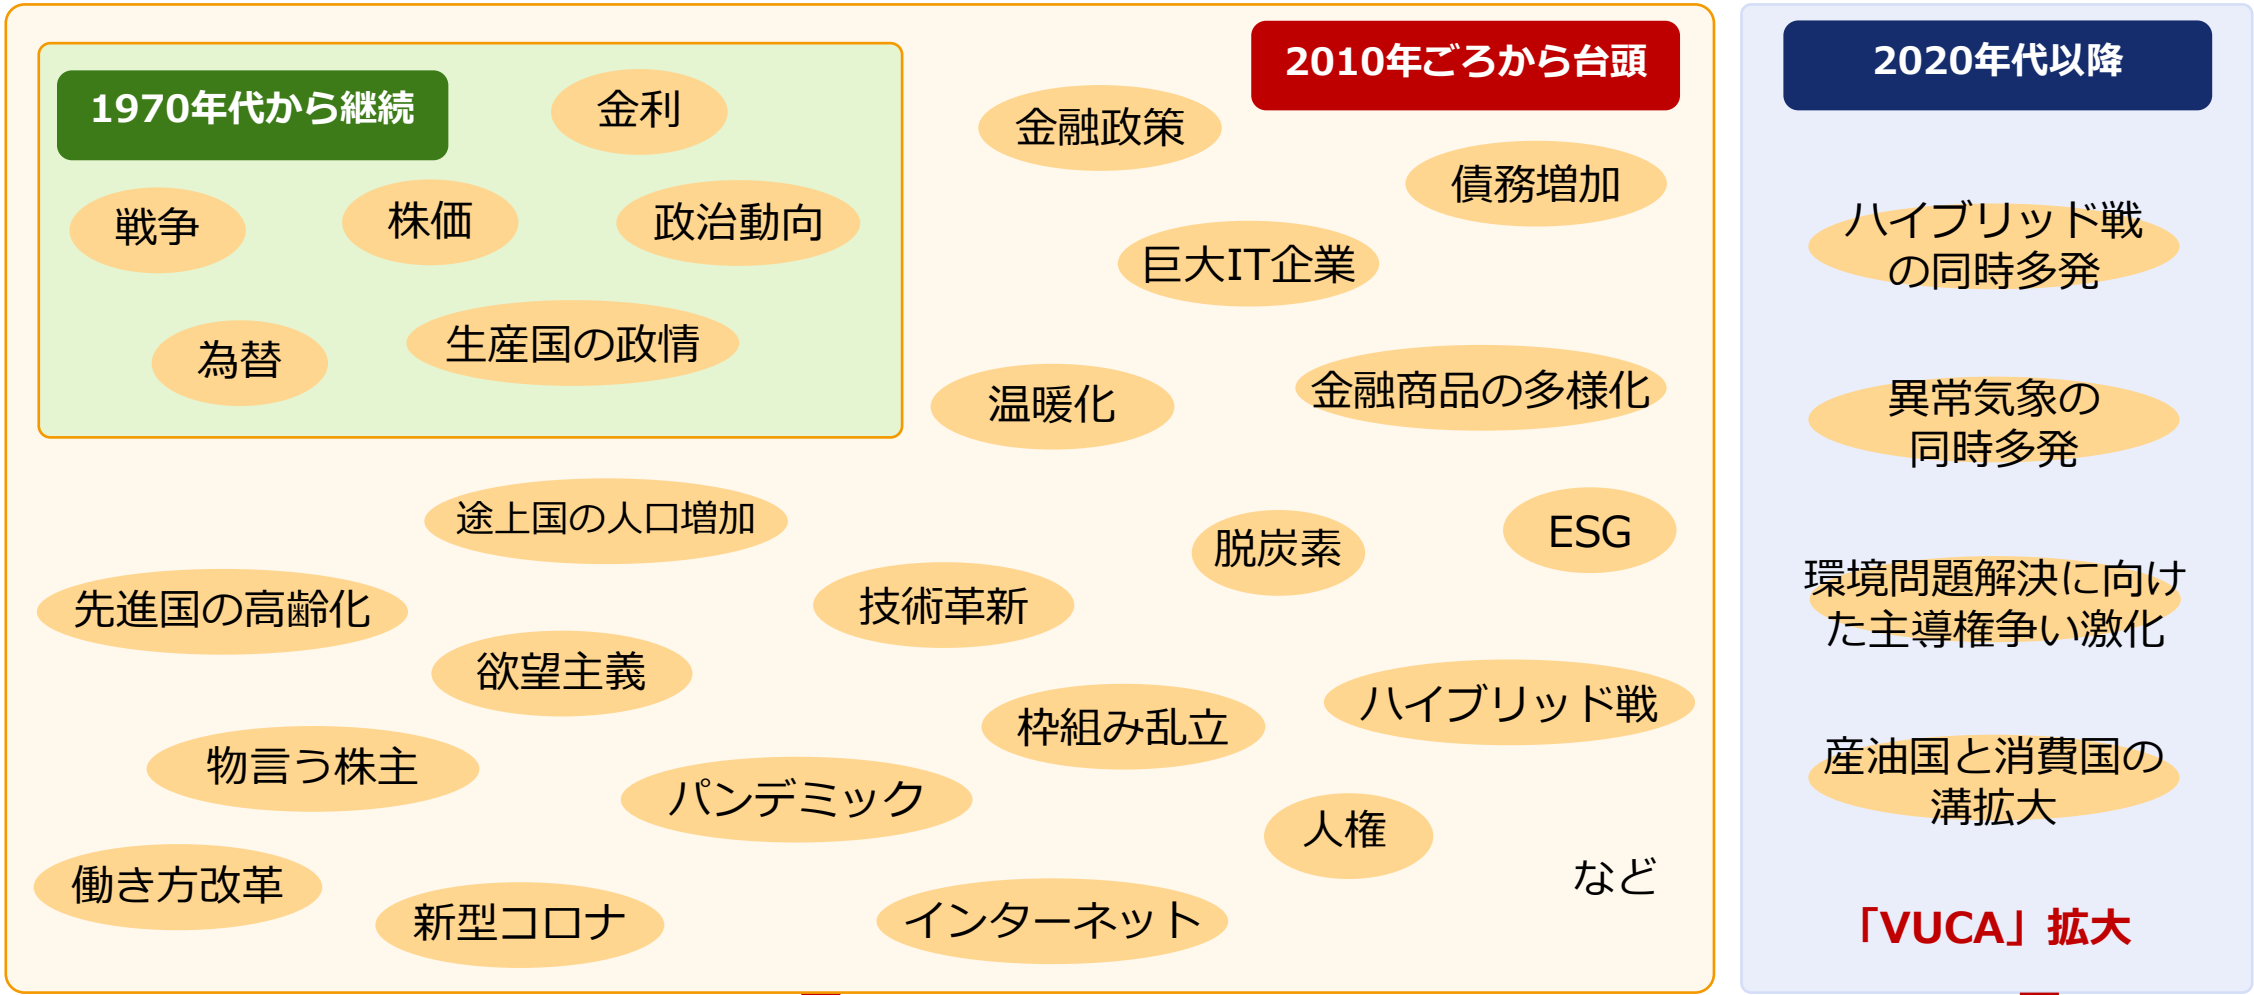 1970年代から継続
金利
戦争
株価
政治動向
為替
生産国の政情
2010年ごろから台頭
金融政策
債務増加
巨大IT企業
温暖化
金融商品の多様化
途上国の人口増加
脱炭素
ESG
先進国の高齢化
技術革新
欲望主義
枠組み乱立
ハイブリッド戦
物言う株主
パンデミック
人権
働き方改革
新型コロナ
インターネット
など
2020年代以降
ハイブリッド戦
の同時多発
異常気象の
同時多発
環境問題解決に向け
た主導権争い激化
産油国と消費国の
溝拡大
「VUCA」拡大